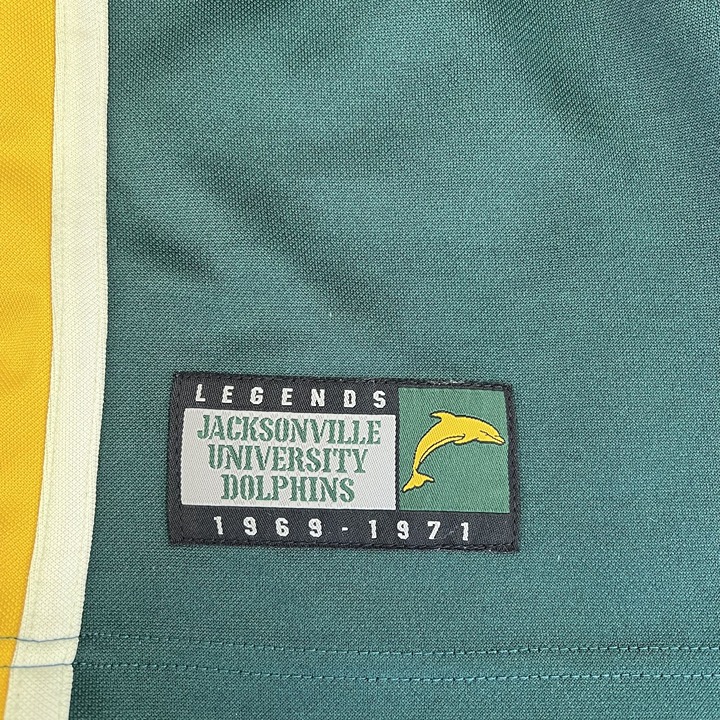 LEGENDS
JACKSONVILLE
UNIVERSITY
DOLPHINS
1969-1971